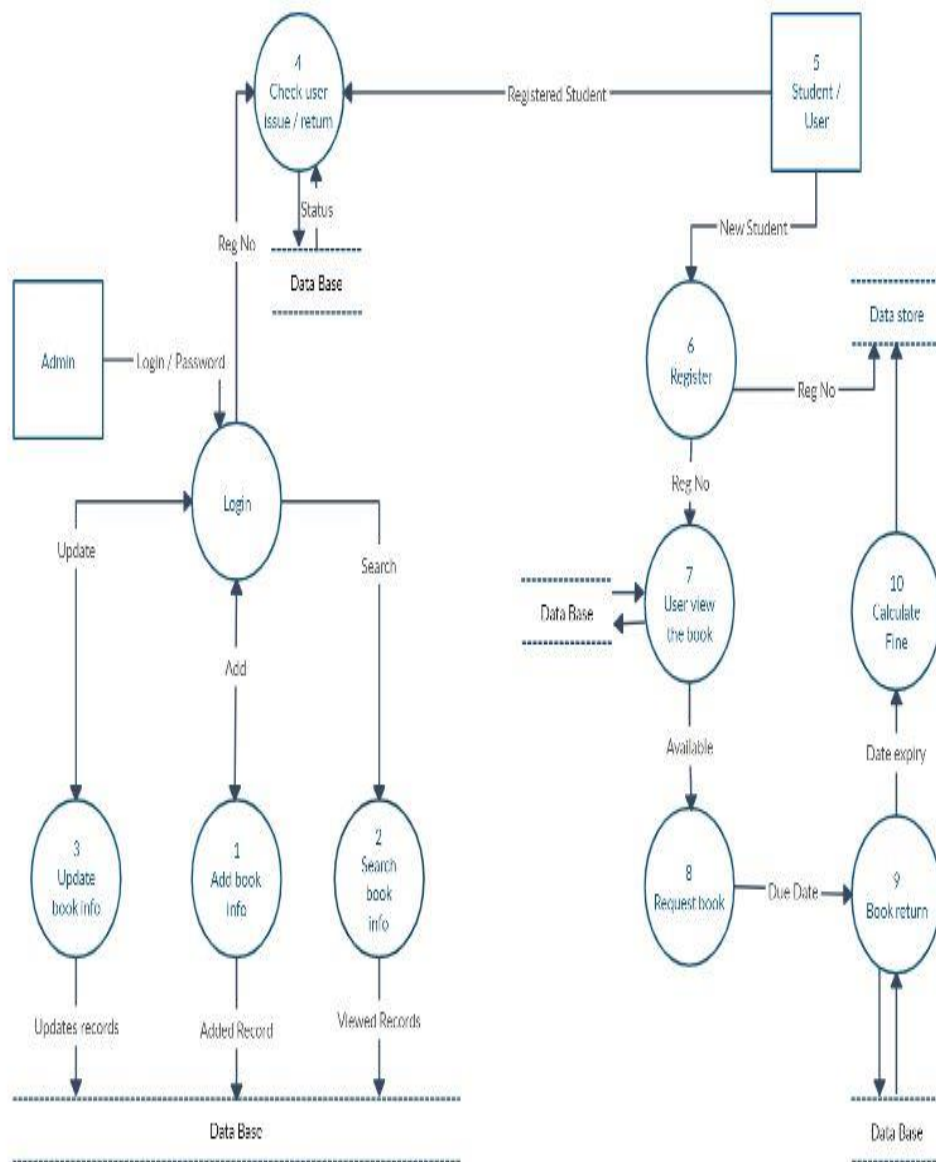 4
Check user
issue / return
Registered Student
5
Student /
User
Status
Reg No
New Student
Data Base
Data store
Admin
Login / Password
6
Register
Reg No
Login
Reg No
Update
Search
7
User view
the book
Data Base
10
Calculate
Fine
Add
Available
Date expiry
3
Update
book info
1
Add book
info
2
Search
book
info
8
Request book
Due Date
9
Book return
Updates records
Added Record
Viewed Records
Data Base
Data Base